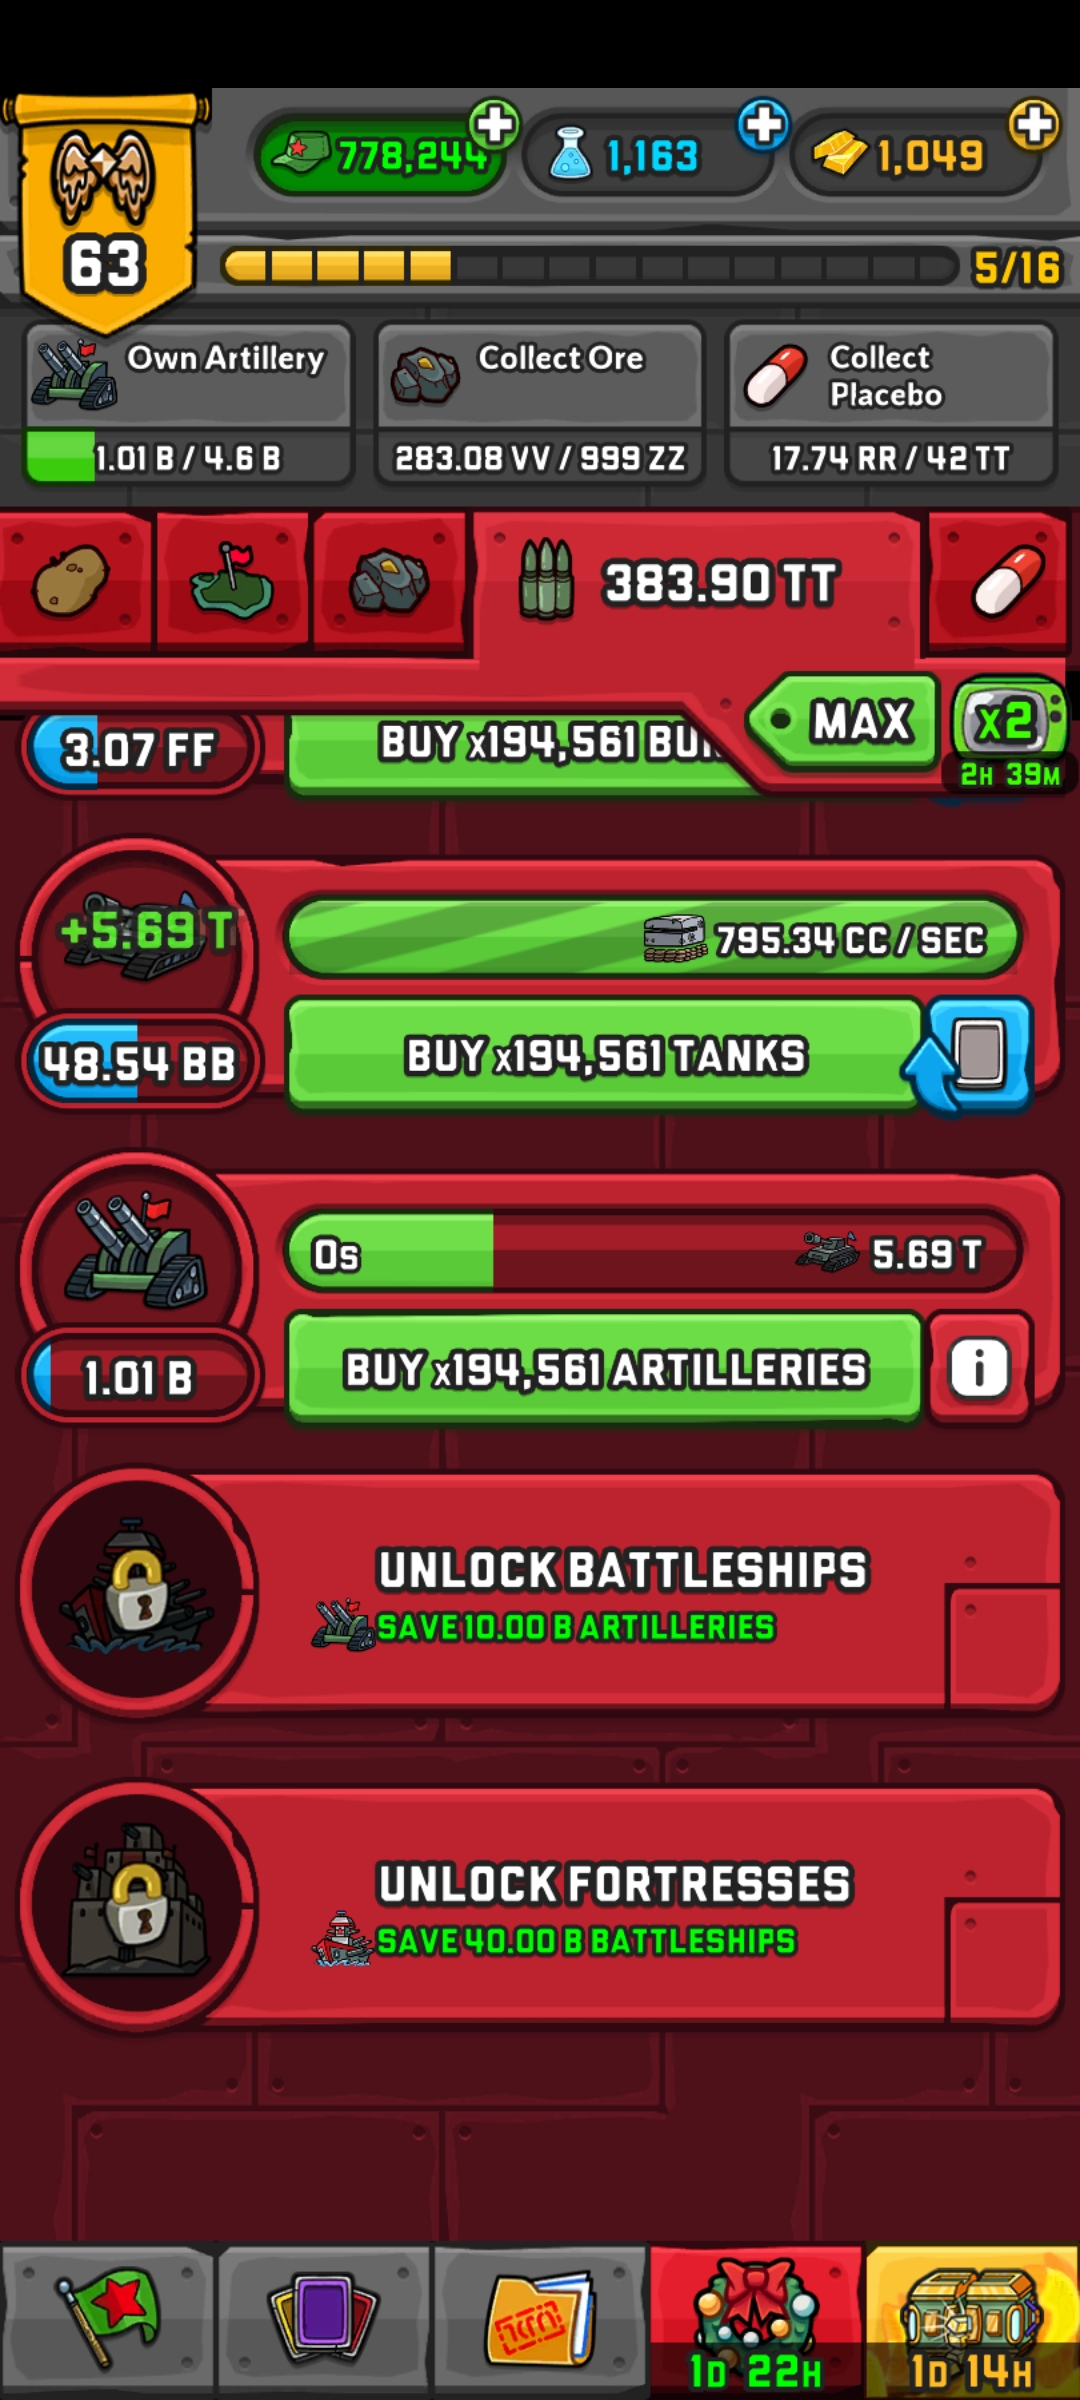 778,244
1,163
1,049
63
5/16
Own Artillery
Collect Ore
Collect
Placebo
1.01 B / 4.6 B
283.08 VV / 999 ZZ
17.74 RR / 42 TT
383.90 TT
MAX
x2
2H 39M
3.07 FF
BUY x194,561
+5.69 T
795.34 CC / SEC
48.54 BB
BUY x194,561 TANKS
0s
5.69 T
1.01 B
BUY x194,561 ARTILLERIES
i
UNLOCK BATTLESHIPS
SAVE 10.00 B ARTILLERIES
UNLOCK FORTRESSES
SAVE 40.00 B BATTLESHIPS
1D 22H
1D 14H